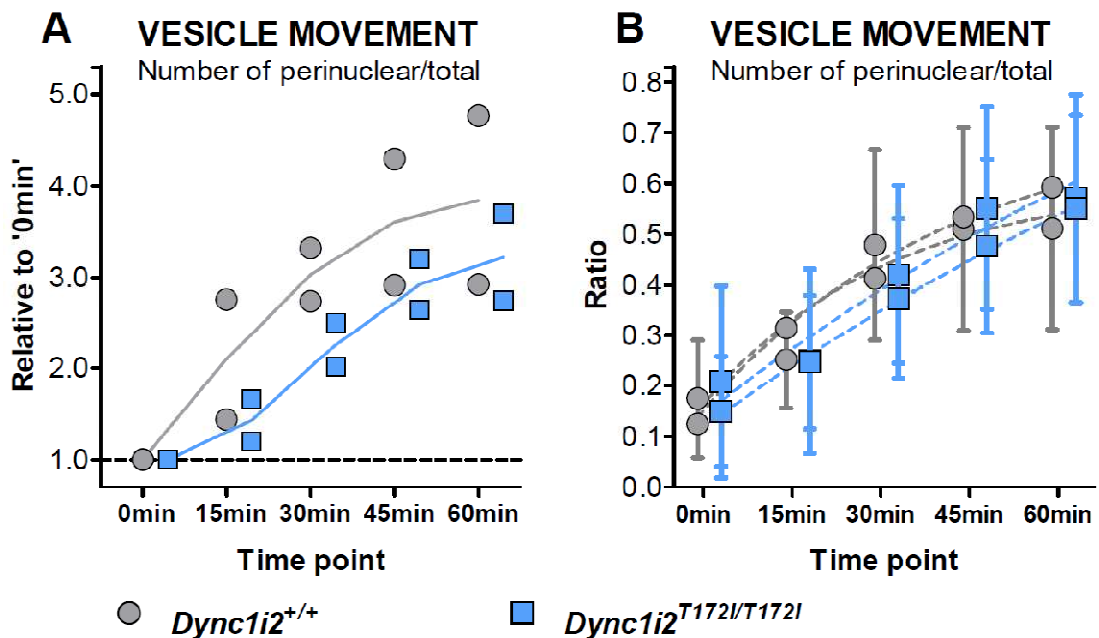 A
VESICLE MOVEMENT
Number of perinuclear/total
Relative to '0min'
5.0
4.0
3.0
2.0
1.0
0min 15min 30min 45min 60min
Time point
B
VESICLE MOVEMENT
Number of perinuclear/total
Ratio
0.8
0.7
0.6
0.5
0.4
0.3
0.2
0.1
0.0
0min 15min 30min 45min 60min
Time point
Dync1i2+/+
Dync1i2T172I/T172I